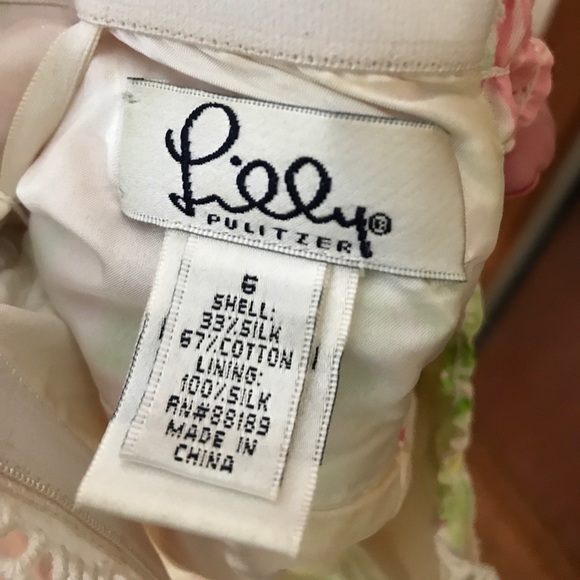 Lilly®
PULITZER
6
SHELL:
33%SILK
67%COTTON
LINING:
100%SILK
RN#88189
MADE IN
CHINA